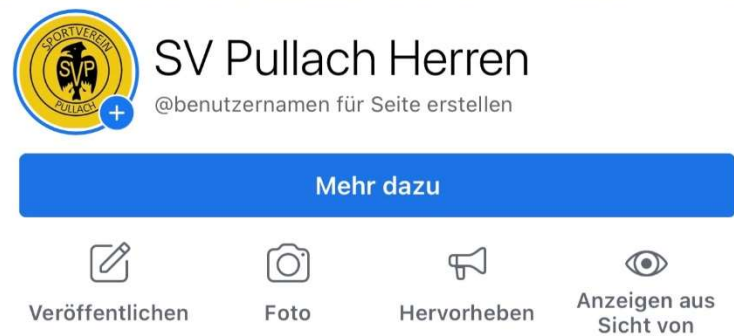 SPORTVEREIN
SVP
PULLACH
SV Pullach Herren
@benutzernamen für Seite erstellen
Mehr dazu
Veröffentlichen
Foto
Hervorheben
Anzeigen aus
Sicht von